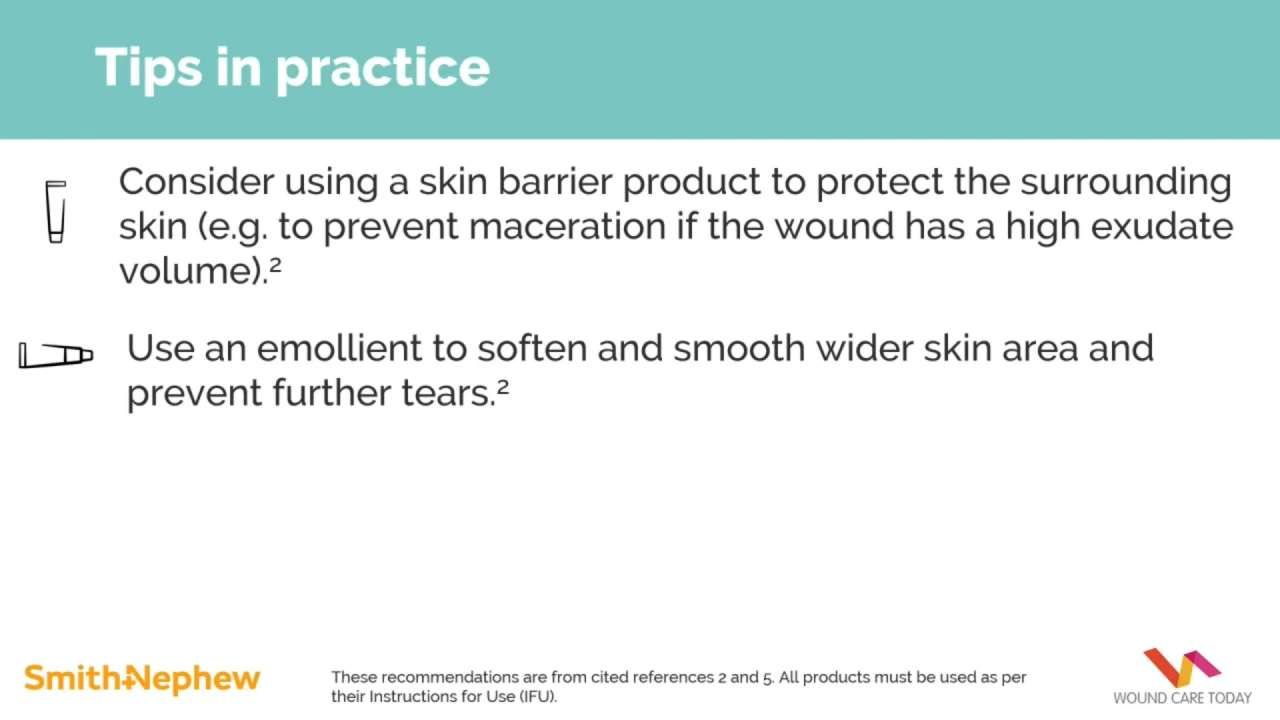 Tips in practice
Consider using a skin barrier product to protect the surrounding
skin (e.g. to prevent maceration if the wound has a high exudate
volume).²
Use an emollient to soften and smooth wider skin area and
prevent further tears.²
Smith+Nephew
These recommendations are from cited references 2 and 5. All products must be used as per
their Instructions for Use (IFU).
WOUND CARE TODAY